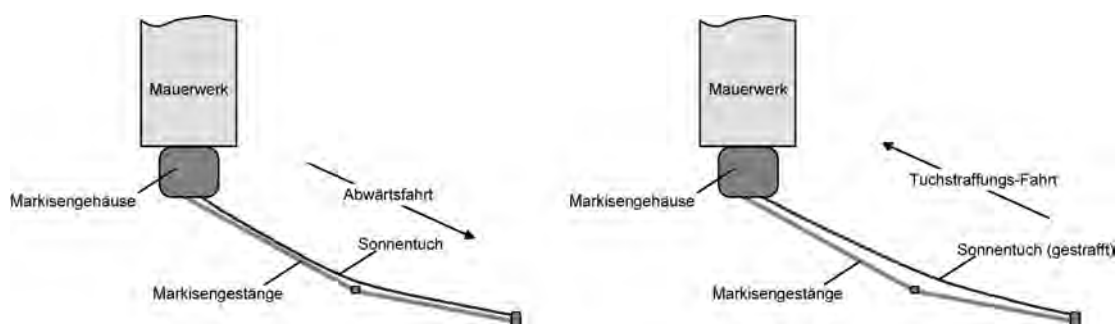 Mauerwerk
Markisengehäuse
Abwärtsfahrt
Sonnentuch
Markisengestänge
Mauerwerk
Markisengehäuse
Tuchstraffungs-Fahrt
Sonnentuch (gestrafft)
Markisengestänge